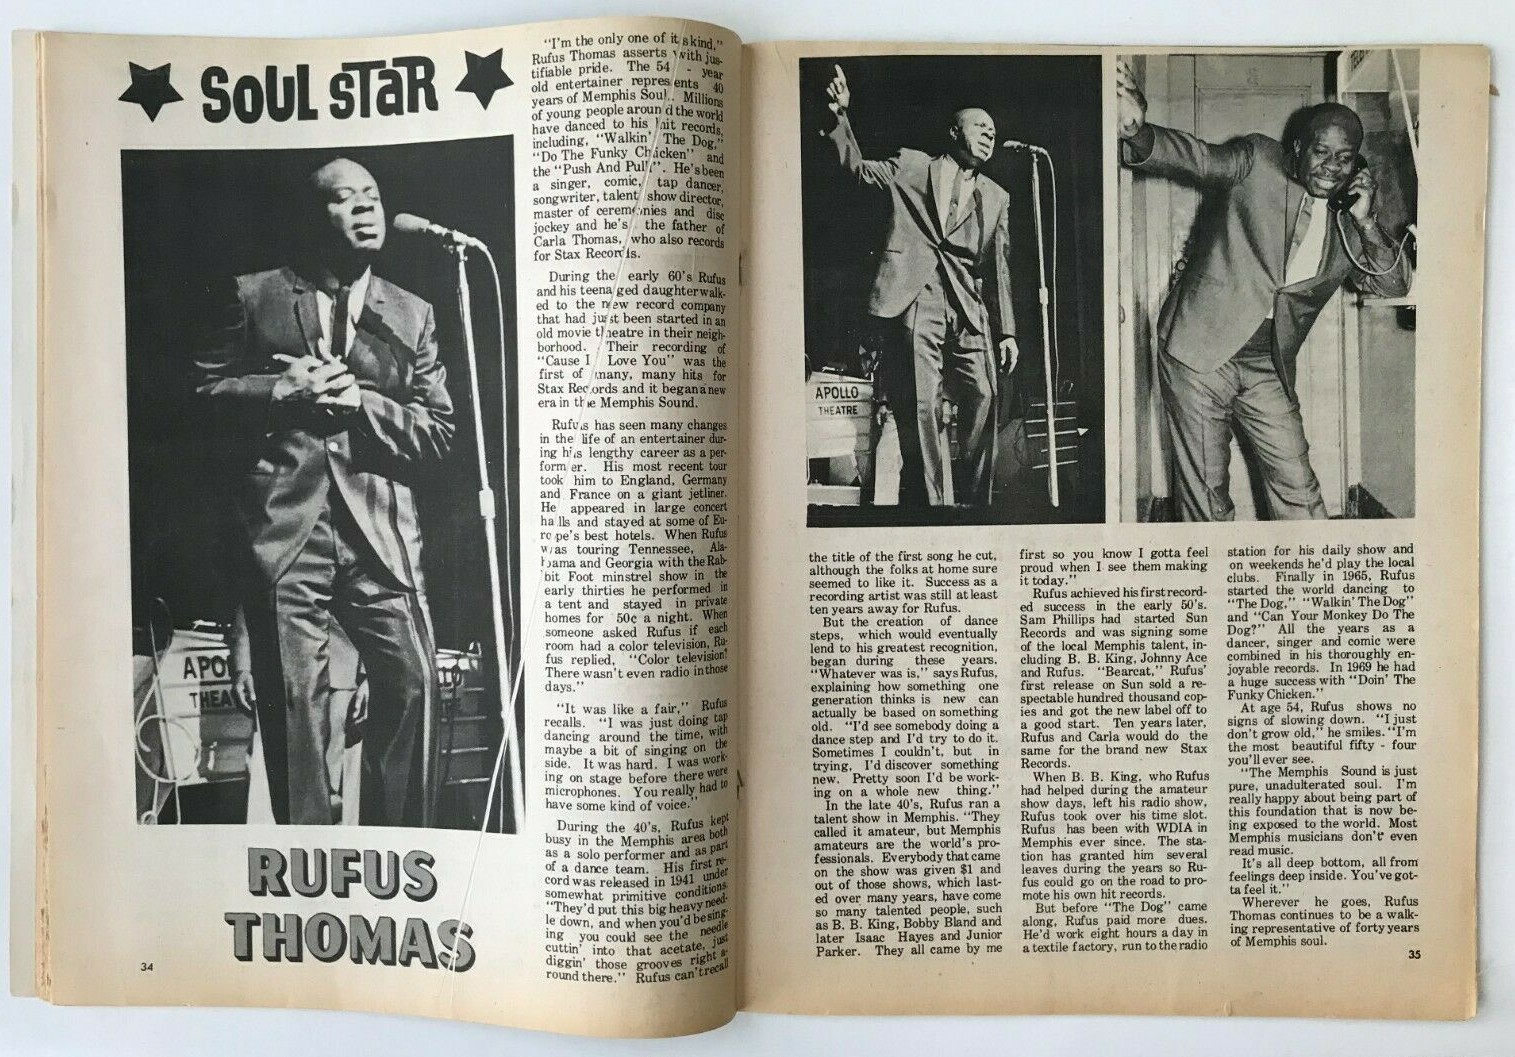 SOUL STAR
"I'm the only one of its kind,"
Rufus Thomas asserts with jus-
tifiable pride. The 54 - year
old entertainer represents 40
years of Memphis Soul. Millions
of young people around the world
have danced to his hit records,
including, "Walkin' The Dog,"
"Do The Funky Chicken" and
the "Push And Pull". He's been
a singer, comic, tap dancer,
songwriter, talent show director,
master of ceremonies and disc
jockey and he's the father of
Carla Thomas, who also records
for Stax Records.
During the early 60's Rufus
and his teenaged daughter walk-
ed to the new record company
that had just been started in an
old movie theatre in their neigh-
borhood. Their recording of
"Cause I Love You" was the
first of many, many hits for
Stax Records and it began a new
era in the Memphis Sound.
Rufus has seen many changes
in the life of an entertainer dur-
ing his lengthy career as a per-
former. His most recent tour
took him to England, Germany
and France on a giant jetliner.
He appeared in large concert
halls and stayed at some of Eu-
rope's best hotels. When Rufus
was touring Tennessee, Ala-
bama and Georgia with the Rab-
bit Foot minstrel show in the
early thirties he performed in
a tent and stayed in private
homes for 50c a night. When
someone asked Rufus if each
room had a color television, Ru-
fus replied, "Color television?
There wasn't even radio in those
days."
"It was like a fair," Rufus
recalls. "I was just doing tap
dancing around the time, with
maybe a bit of singing on the
side. It was hard. I was work-
ing on stage before there were
microphones. You really had to
have some kind of voice."
During the 40's, Rufus kept
busy in the Memphis area both
as a solo performer and as part
of a dance team. His first re-
cord was released in 1941 under
somewhat primitive conditions.
"They'd put this big heavy need-
le down, and when you'd be sing-
ing you could see the needle
cuttin' into that acetate, just
diggin' those grooves right a-
round there." Rufus can't recall
APO
THEA
RUFUS
THOMAS
34
APOLLO
THEATRE
the title of the first song he cut,
although the folks at home sure
seemed to like it. Success as a
recording artist was still at least
ten years away for Rufus.
But the creation of dance
steps, which would eventually
lend to his greatest recognition,
began during these years.
"Whatever was is," says Rufus,
explaining how something one
generation thinks is new can
actually be based on something
old. "I'd see somebody doing a
dance step and I'd try to do it.
Sometimes I couldn't, but in
trying, I'd discover something
new. Pretty soon I'd be work-
ing on a whole new thing."
In the late 40's, Rufus ran a
talent show in Memphis. "They
called it amateur, but Memphis
amateurs are the world's pro-
fessionals. Everybody that came
on the show was given $1 and
out of those shows, which last-
ed over many years, have come
so many talented people, such
as B. B. King, Bobby Bland and
later Isaac Hayes and Junior
Parker. They all came by me
first so you know I gotta feel
proud when I see them making
it today."
Rufus achieved his first record-
ed success in the early 50's.
Sam Phillips had started Sun
Records and was signing some
of the local Memphis talent, in-
cluding B. B. King, Johnny Ace
and Rufus. "Bearcat," Rufus'
first release on Sun sold a re-
spectable hundred thousand cop-
ies and got the new label off to
a good start. Ten years later,
Rufus and Carla would do the
same for the brand new Stax
Records.
When B. B. King, who Rufus
had helped during the amateur
show days, left his radio show,
Rufus took over his time slot.
Rufus has been with WDIA in
Memphis ever since. The sta-
tion has granted him several
leaves during the years so Ru-
fus could go on the road to pro-
mote his own hit records.
But before "The Dog" came
along, Rufus paid more dues.
He'd work eight hours a day in
a textile factory, run to the radio
station for his daily show and
on weekends he'd play the local
clubs. Finally in 1965, Rufus
started the world dancing to
"The Dog," "Walkin' The Dog"
and "Can Your Monkey Do The
Dog?" All the years as a
dancer, singer and comic were
combined in his thoroughly en-
joyable records. In 1969 he had
a huge success with "Doin' The
Funky Chicken."
At age 54, Rufus shows no
signs of slowing down. "I just
don't grow old," he smiles. "I'm
the most beautiful fifty - four
you'll ever see.
"The Memphis Sound is just
pure, unadulterated soul. I'm
really happy about being part of
this foundation that is now be-
ing exposed to the world. Most
Memphis musicians don't even
read music.
It's all deep bottom, all from
feelings deep inside. You've got-
ta feel it."
Wherever he goes, Rufus
Thomas continues to be a walk-
ing representative of forty years
of Memphis soul.
35